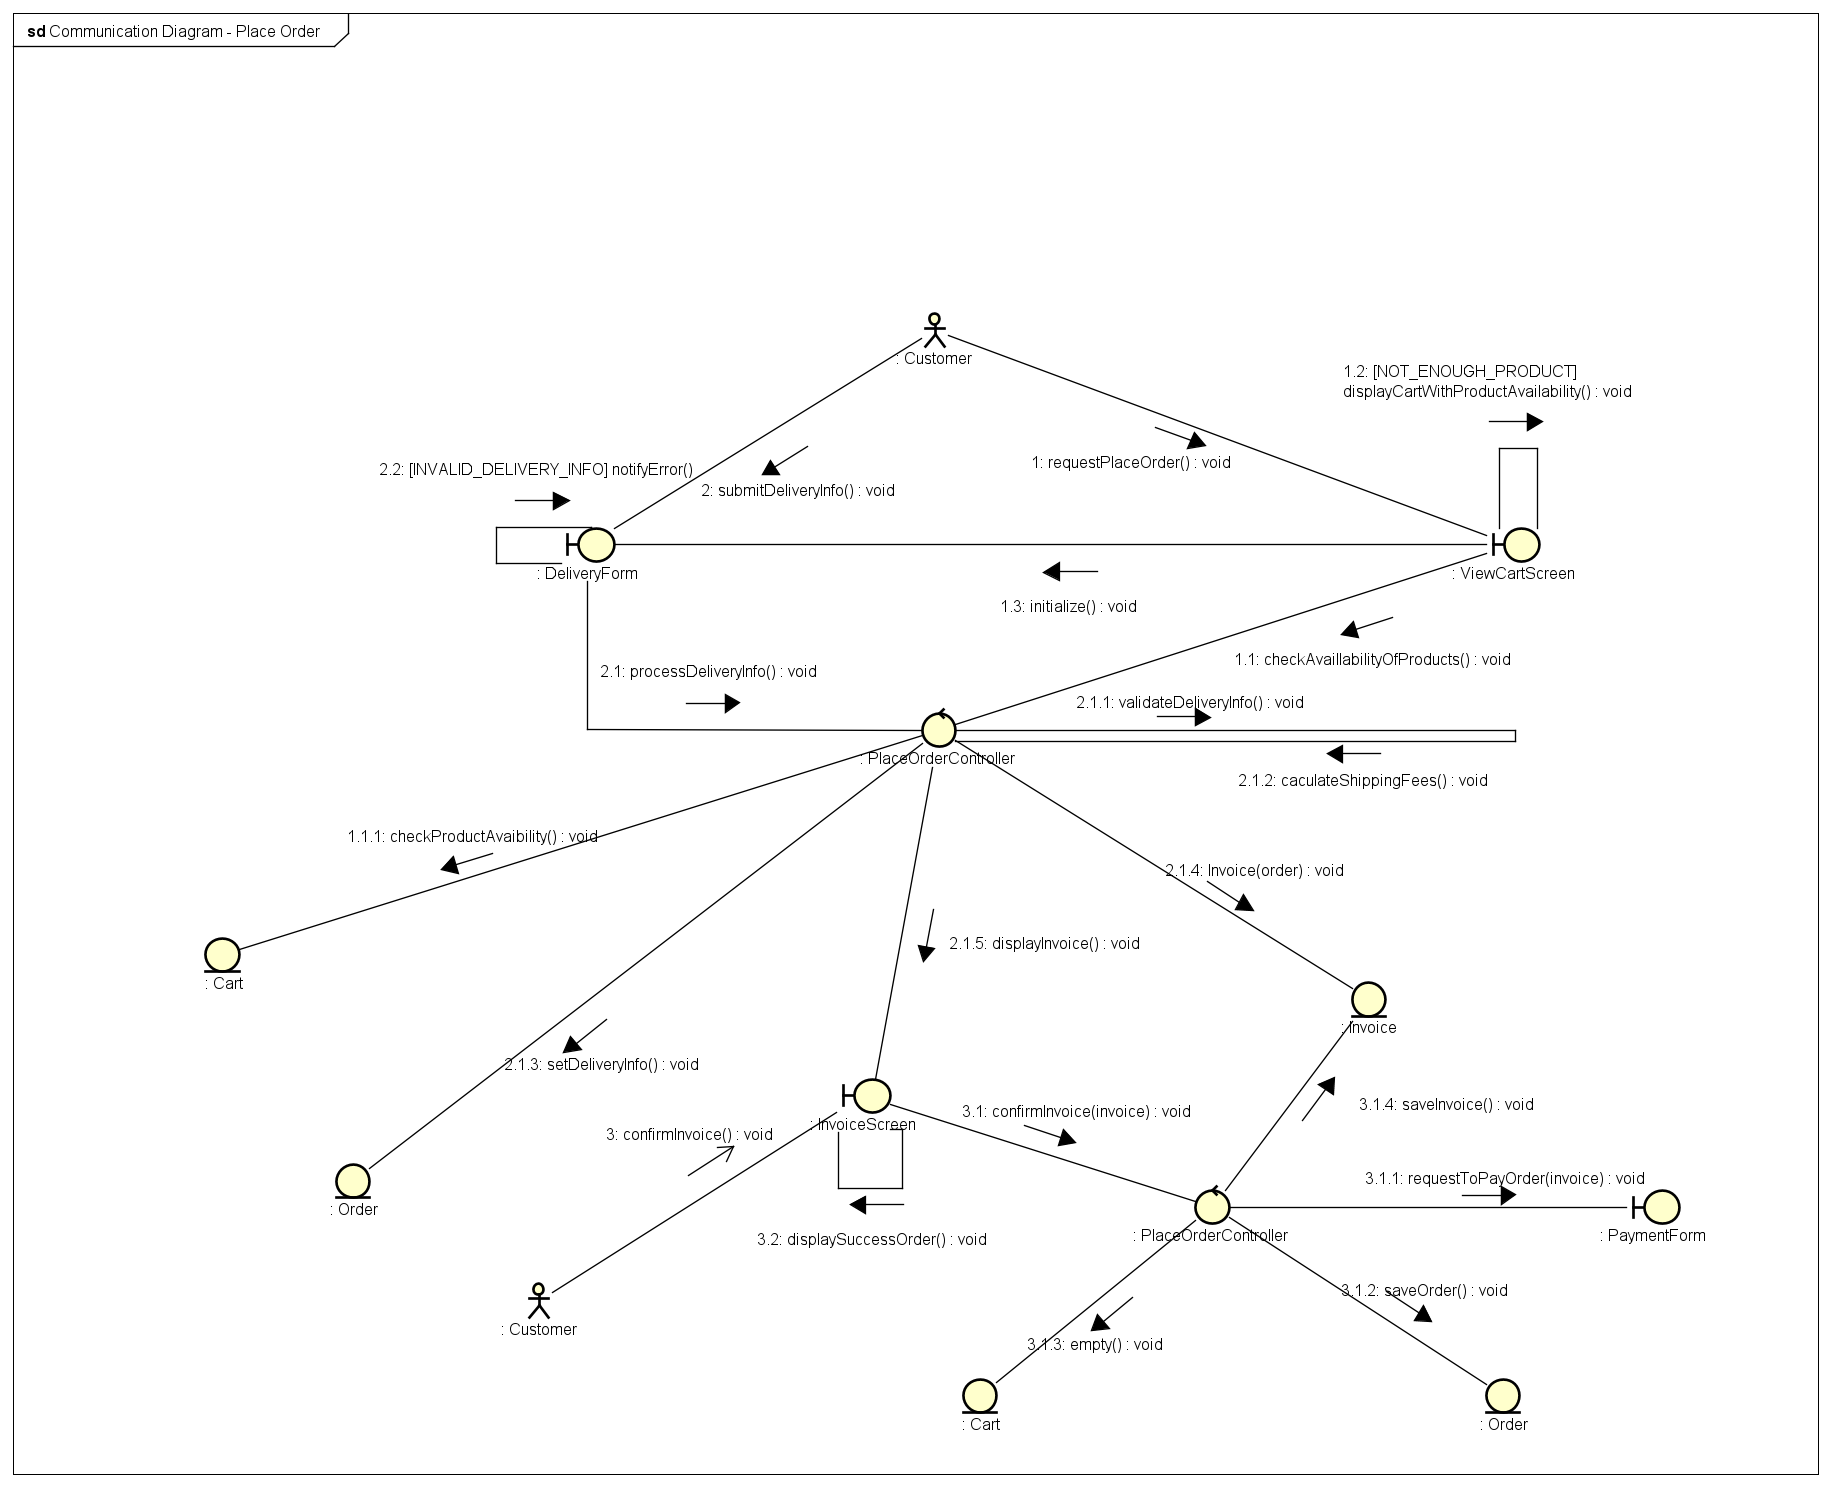 sd Communication Diagram - Place Order
: Customer
1.2: [NOT_ENOUGH_PRODUCT]
displayCartWithProductAvailability() : void
1: requestPlaceOrder() : void
2.2: [INVALID_DELIVERY_INFO] notifyError()
2: submitDeliveryInfo() : void
: DeliveryForm
: ViewCartScreen
1.3: initialize() : void
1.1: checkAvaillabilityOfProducts() : void
2.1: processDeliveryInfo() : void
2.1.1: validateDeliveryInfo() : void
: PlaceOrderController
2.1.2: caculateShippingFees() : void
1.1.1: checkProductAvaibility() : void
2.1.4: Invoice(order) : void
2.1.5: displayInvoice() : void
: Cart
: Invoice
2.1.3: setDeliveryInfo() : void
3.1.4: saveInvoice() : void
3.1: confirmInvoice(invoice) : void
: InvoiceScreen
3: confirmInvoice() : void
3.1.1: requestToPayOrder(invoice) : void
: Order
: PlaceOrderController
: PaymentForm
3.2: displaySuccessOrder() : void
3.1.2: saveOrder() : void
: Customer
3.1.3: empty() : void
: Cart
: Order